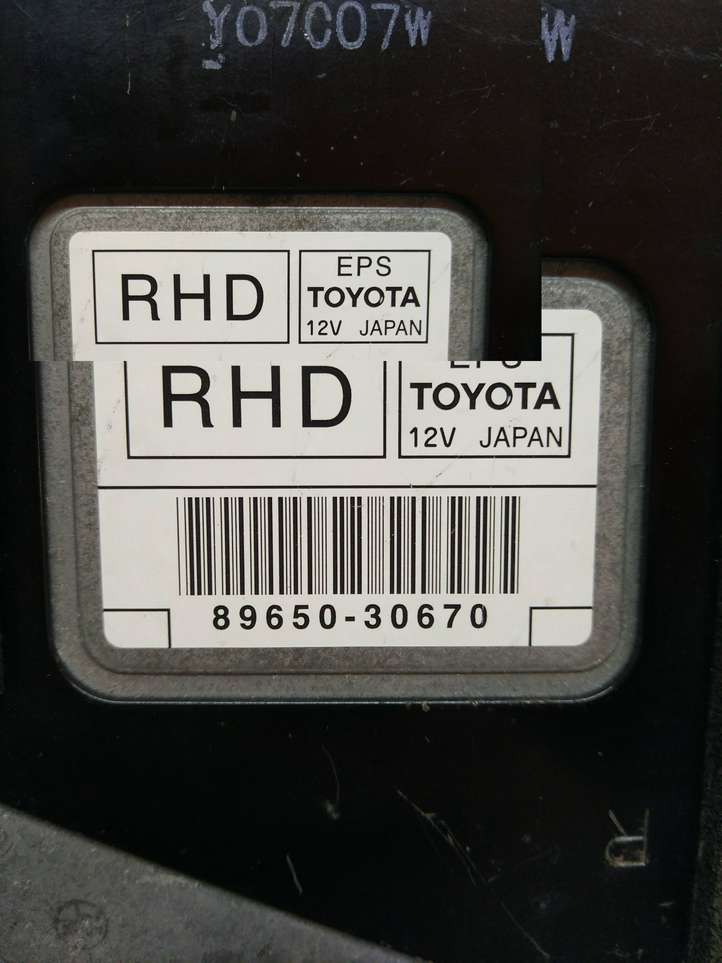 Y07C07W W
RHD
EPS
TOYOTA
12V JAPAN
RHD
EPS
TOYOTA
12V JAPAN
89650-30670
R